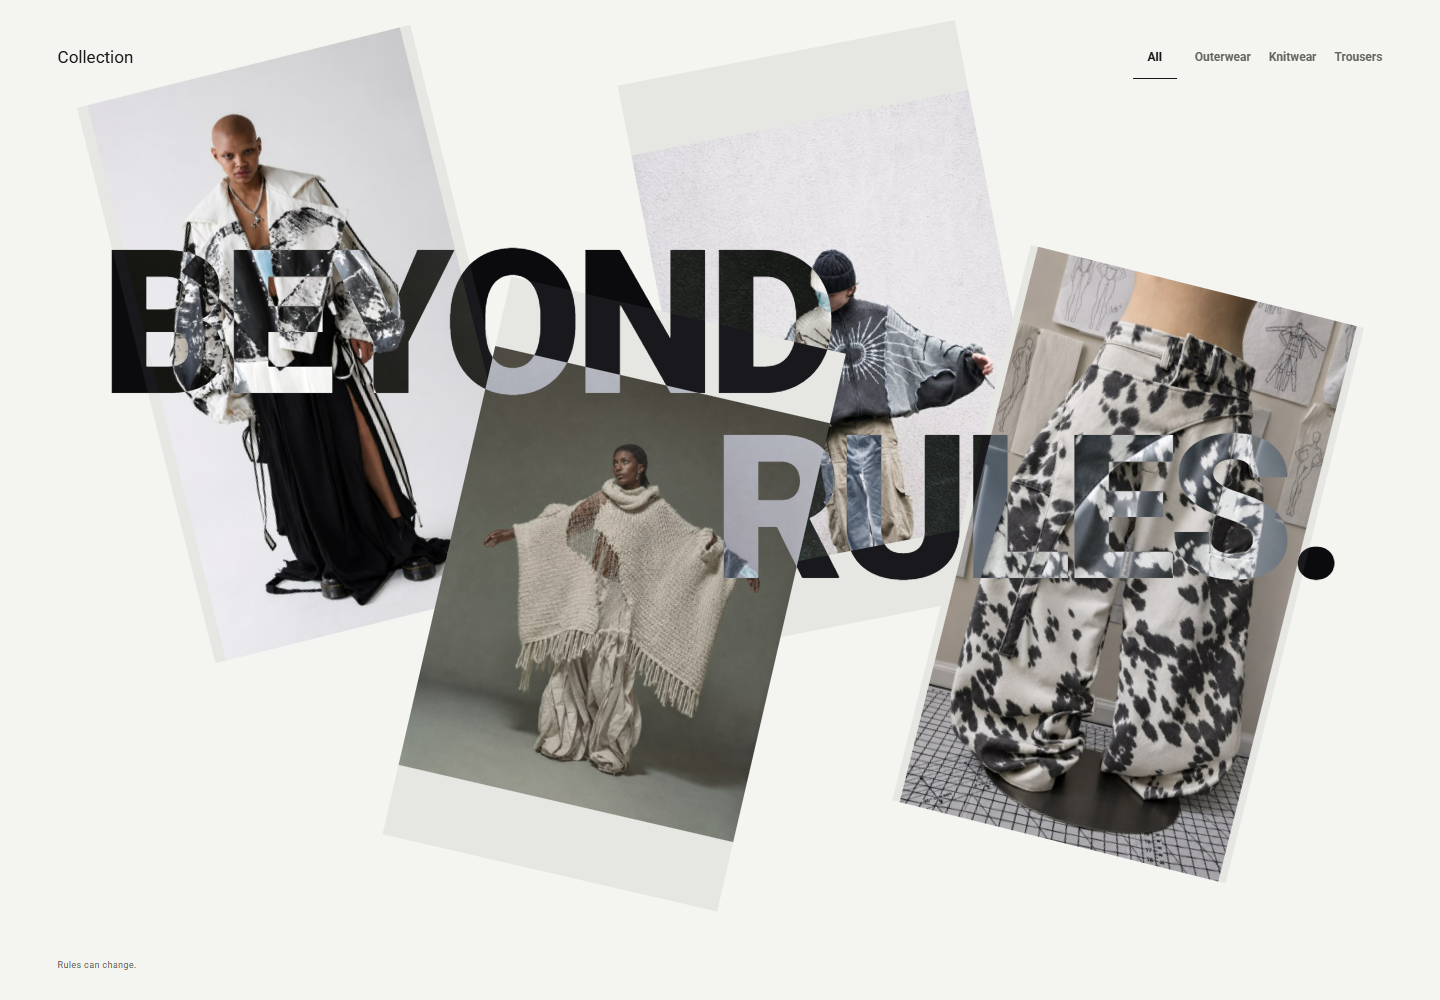 Collection
All Outerwear Knitwear Trousers
BEYOND
RULES.
Rules can change.